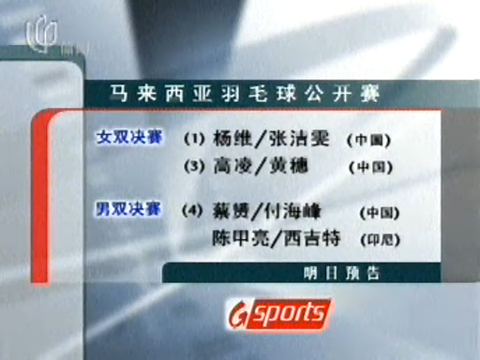 体育
马来西亚羽毛球公开赛
女双决赛 (1) 杨维/张洁雯 (中国)
(3) 高凌/黄穗 (中国)
男双决赛 (4) 蔡赟/付海峰 (中国)
陈甲亮/西吉特 (印尼)
明日预告
G sports